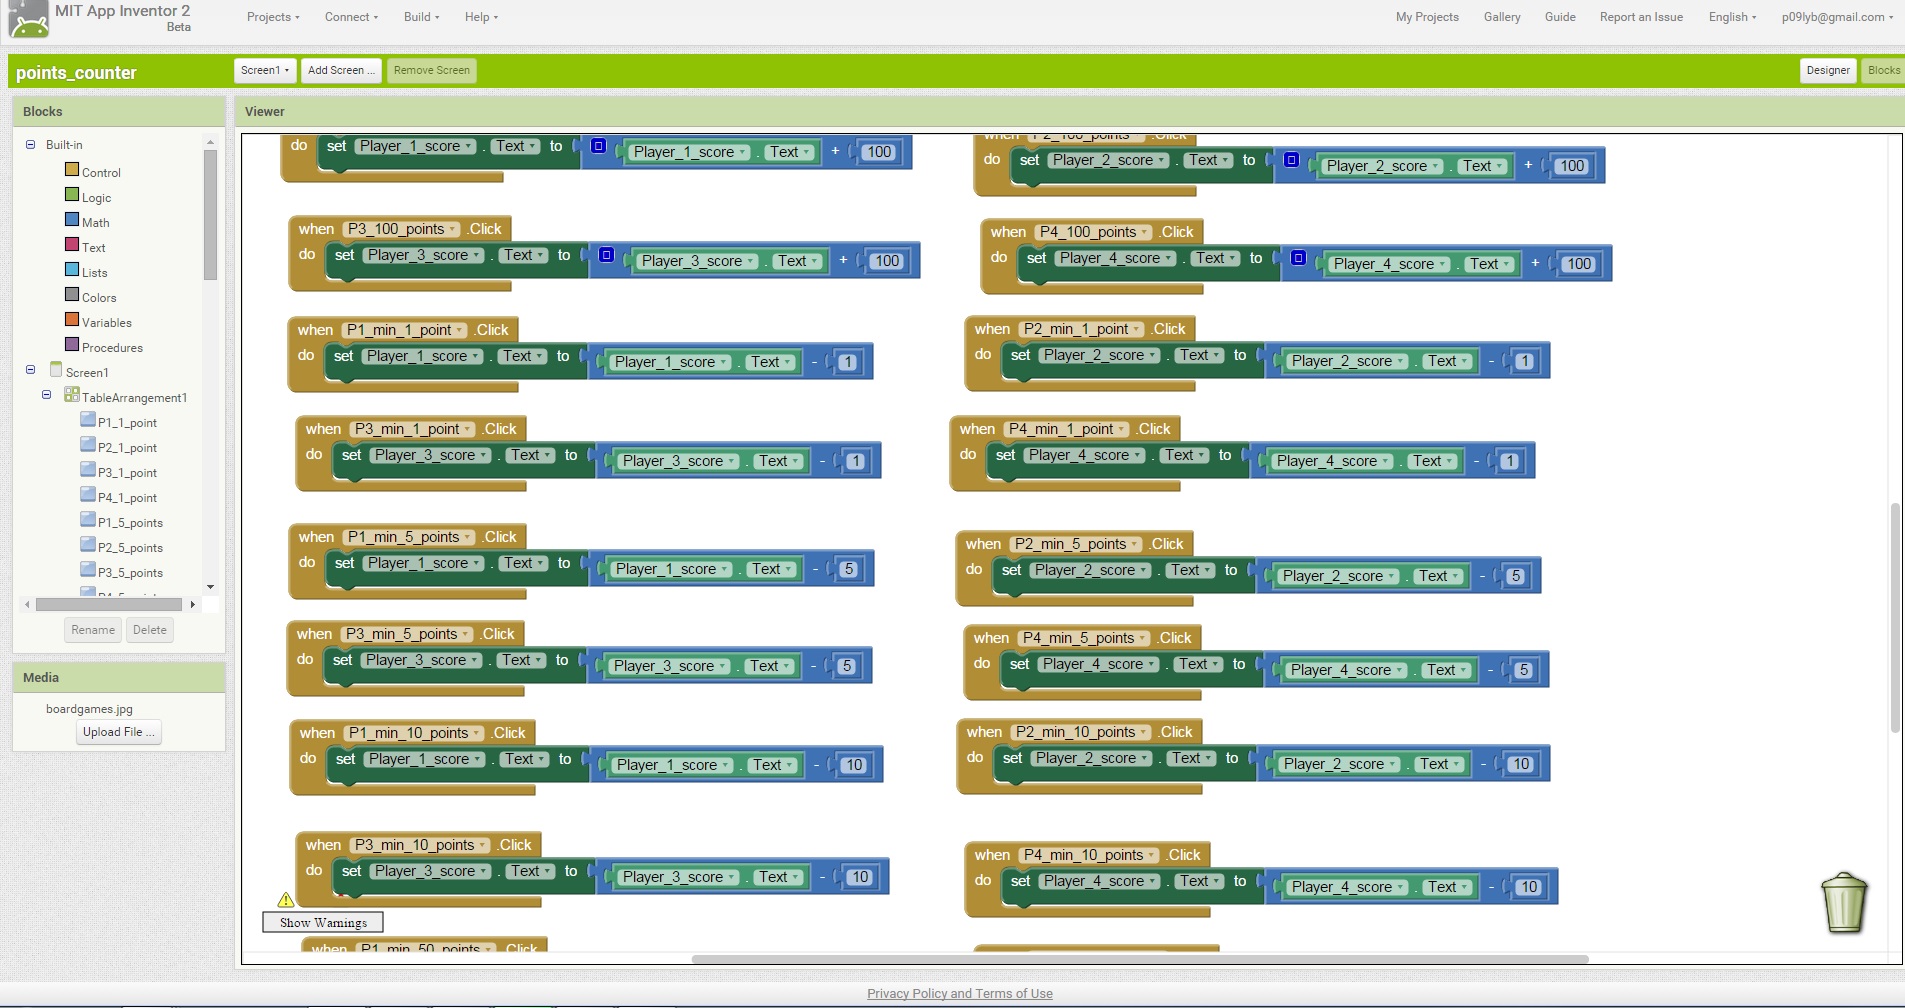 MIT App Inventor 2
Beta
Projects Connect Build Help
My Projects Gallery Guide Report an Issue English p09lyb@gmail.com
points_counter
Screen1 Add Screen ... Remove Screen
Designer Blocks
Blocks
Built-in
Control
Logic
Math
Text
Lists
Colors
Variables
Procedures
Screen1
TableArrangement1
P1_1_point
P2_1_point
P3_1_point
P4_1_point
P1_5_points
P2_5_points
P3_5_points
P4_5_points
Rename Delete
Media
boardgames.jpg
Upload File ...
Viewer
do set Player_1_score . Text to Player_1_score . Text + 100
when P2_100_points .Click
do set Player_2_score . Text to Player_2_score . Text + 100
when P3_100_points .Click
do set Player_3_score . Text to Player_3_score . Text + 100
when P4_100_points .Click
do set Player_4_score . Text to Player_4_score . Text + 100
when P1_min_1_point .Click
do set Player_1_score . Text to Player_1_score . Text - 1
when P2_min_1_point .Click
do set Player_2_score . Text to Player_2_score . Text - 1
when P3_min_1_point .Click
do set Player_3_score . Text to Player_3_score . Text - 1
when P4_min_1_point .Click
do set Player_4_score . Text to Player_4_score . Text - 1
when P1_min_5_points .Click
do set Player_1_score . Text to Player_1_score . Text - 5
when P2_min_5_points .Click
do set Player_2_score . Text to Player_2_score . Text - 5
when P3_min_5_points .Click
do set Player_3_score . Text to Player_3_score . Text - 5
when P4_min_5_points .Click
do set Player_4_score . Text to Player_4_score . Text - 5
when P1_min_10_points .Click
do set Player_1_score . Text to Player_1_score . Text - 10
when P2_min_10_points .Click
do set Player_2_score . Text to Player_2_score . Text - 10
when P3_min_10_points .Click
do set Player_3_score . Text to Player_3_score . Text - 10
when P4_min_10_points .Click
do set Player_4_score . Text to Player_4_score . Text - 10
Show Warnings
when P1_min_50_points .Click
Privacy Policy and Terms of Use